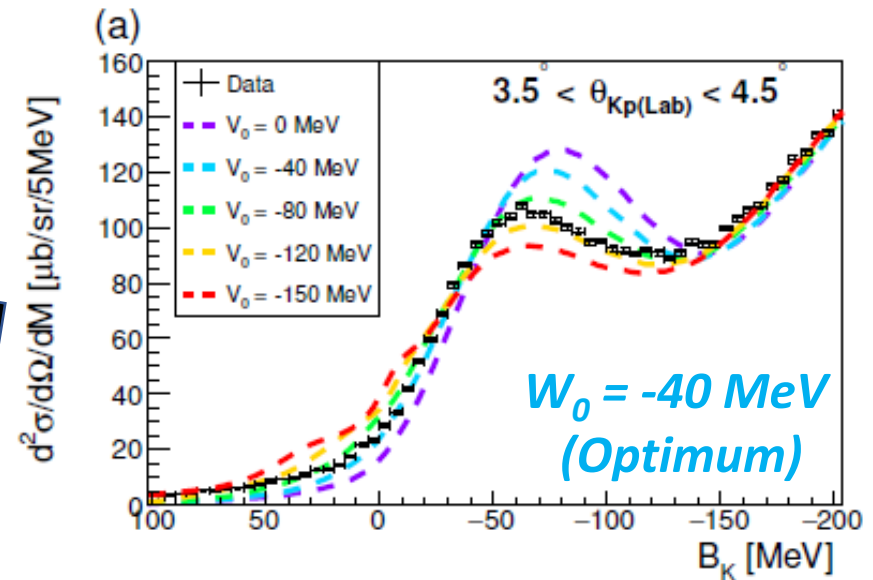 (a)
160
140
120
100
80
60
40
20
0
d²σ/dΩ/dM [μb/sr/5MeV]
Data
V₀ = 0 MeV
V₀ = -40 MeV
V₀ = -80 MeV
V₀ = -120 MeV
V₀ = -150 MeV
3.5° < θ_Kp(Lab) < 4.5°
W₀ = -40 MeV
(Optimum)
100 50 0 −50 −100 −150 −200
B_K [MeV]